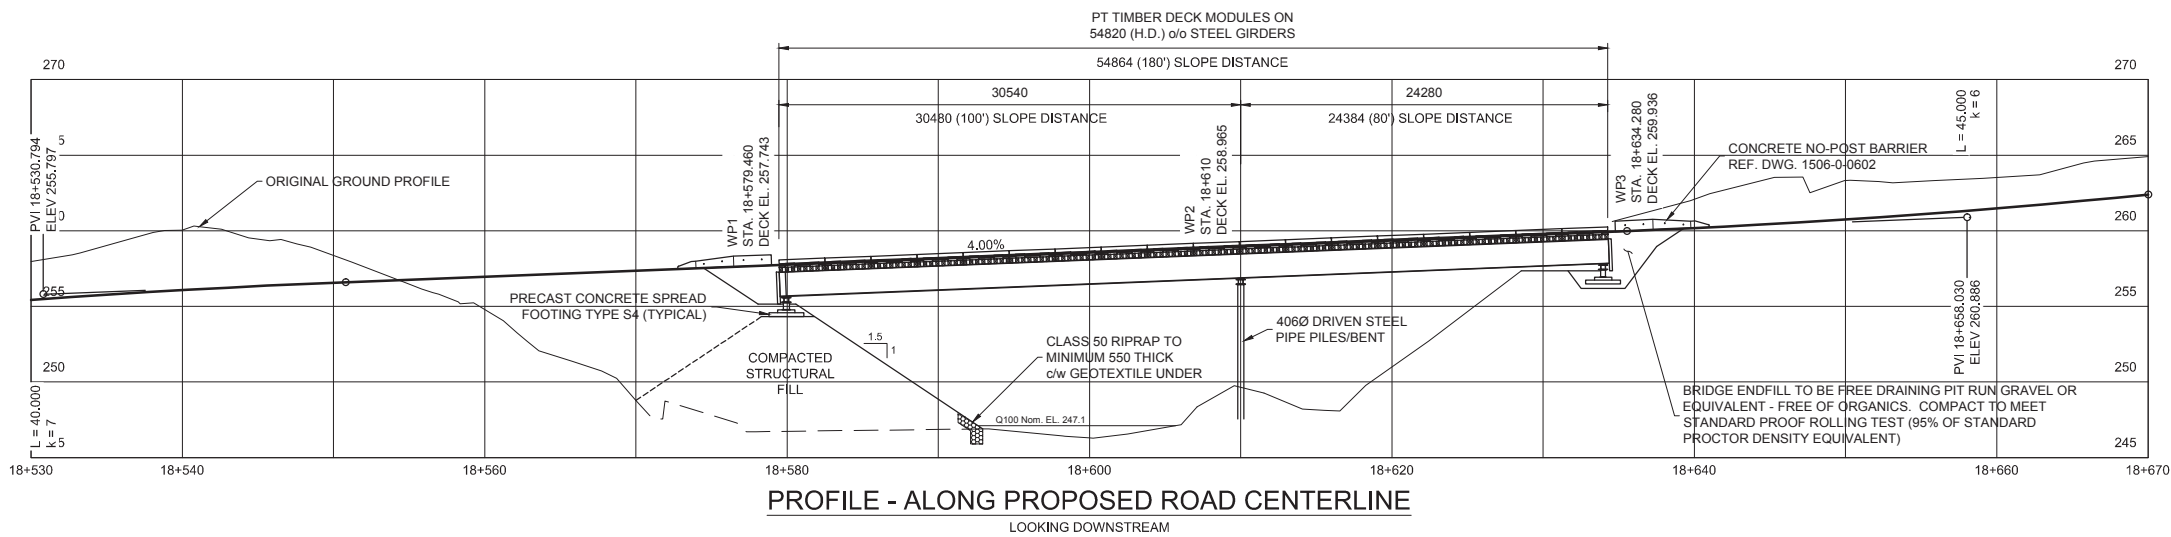 PT TIMBER DECK MODULES ON
54820 (H.D.) o/o STEEL GIRDERS
54864 (180') SLOPE DISTANCE
270
270
30540
24280
30480 (100') SLOPE DISTANCE
24384 (80') SLOPE DISTANCE
PVI 18+530.794
ELEV 255.797
5
0
255
250
5
L = 40.000
k = 7
ORIGINAL GROUND PROFILE
WP1
STA. 18+579.460
DECK EL. 257.743
WP2
STA. 18+610
DECK EL. 258.965
WP3
STA. 18+634.280
DECK EL. 259.936
CONCRETE NO-POST BARRIER
REF. DWG. 1506-0-0602
L = 45.000
k = 6
265
260
255
250
245
4.00%
PRECAST CONCRETE SPREAD
FOOTING TYPE S4 (TYPICAL)
COMPACTED
STRUCTURAL
FILL
1.5
1
CLASS 50 RIPRAP TO
MINIMUM 550 THICK
c/w GEOTEXTILE UNDER
Q100 Nom. EL. 247.1
406Ø DRIVEN STEEL
PIPE PILES/BENT
PVI 18+658.030
ELEV 260.886
BRIDGE ENDFILL TO BE FREE DRAINING PIT RUN GRAVEL OR
EQUIVALENT - FREE OF ORGANICS. COMPACT TO MEET
STANDARD PROOF ROLLING TEST (95% OF STANDARD
PROCTOR DENSITY EQUIVALENT)
18+530
18+540
18+560
18+580
18+600
18+620
18+640
18+660
18+670
PROFILE - ALONG PROPOSED ROAD CENTERLINE
LOOKING DOWNSTREAM